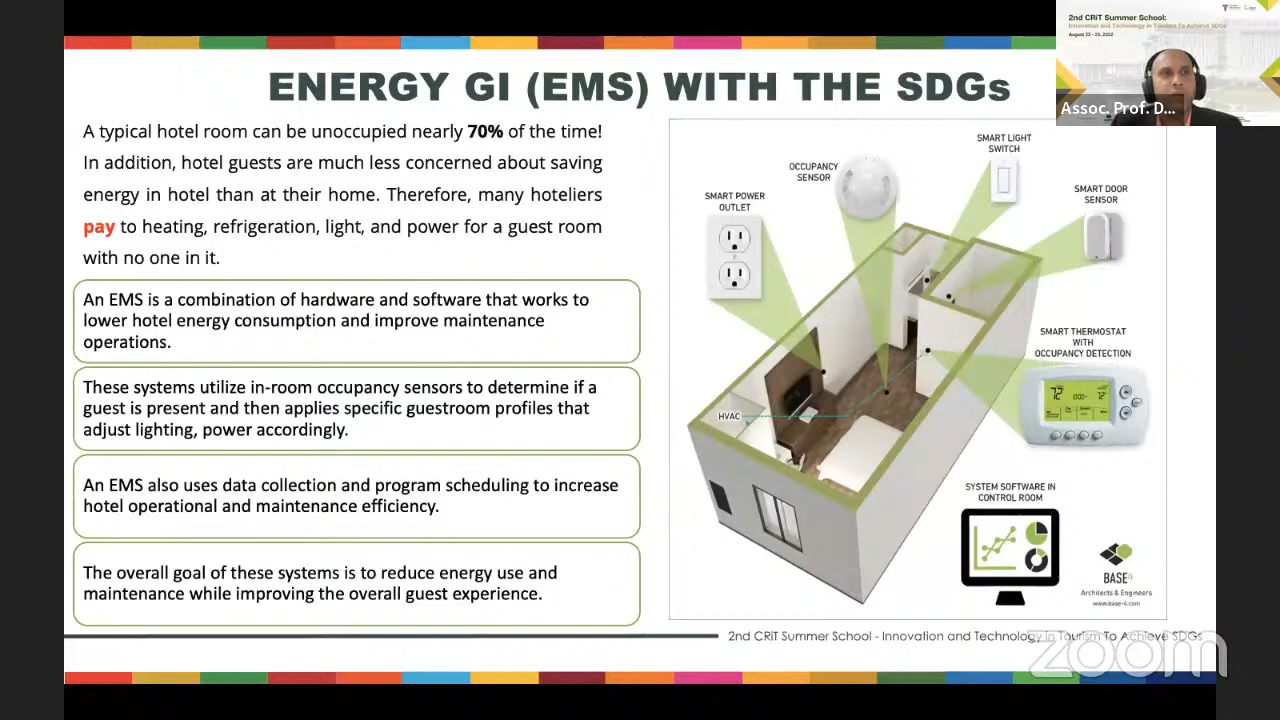 2nd CRiT Summer School:
Innovation and Technology in Tourism To Achieve SDGs
August 23 - 25, 2022
Assoc. Prof. D...
ENERGY GI (EMS) WITH THE SDGs
A typical hotel room can be unoccupied nearly 70% of the time!
In addition, hotel guests are much less concerned about saving
energy in hotel than at their home. Therefore, many hoteliers
pay to heating, refrigeration, light, and power for a guest room
with no one in it.
An EMS is a combination of hardware and software that works to
lower hotel energy consumption and improve maintenance
operations.
These systems utilize in-room occupancy sensors to determine if a
guest is present and then applies specific guestroom profiles that
adjust lighting, power accordingly.
An EMS also uses data collection and program scheduling to increase
hotel operational and maintenance efficiency.
The overall goal of these systems is to reduce energy use and
maintenance while improving the overall guest experience.
SMART POWER
OUTLET
OCCUPANCY
SENSOR
SMART LIGHT
SWITCH
SMART DOOR
SENSOR
SMART THERMOSTAT
WITH
OCCUPANCY DETECTION
72
72
HVAC
SYSTEM SOFTWARE IN
CONTROL ROOM
BASE4
Architects & Engineers
www.base-4.com
2nd CRiT Summer School - Innovation and Technology in Tourism To Achieve SDGs
zoom